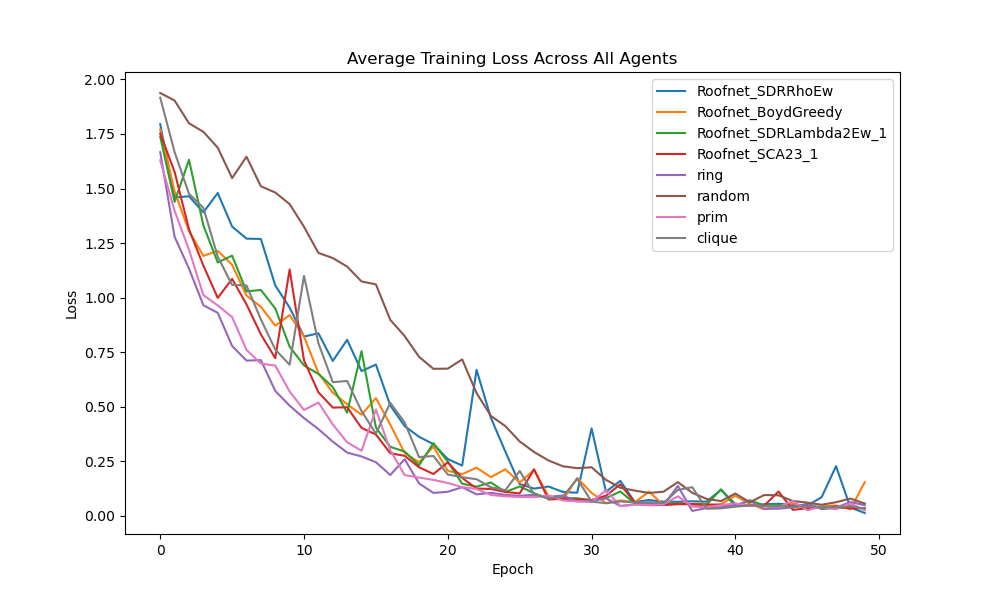 Average Training Loss Across All Agents
Loss
2.00
1.75
1.50
1.25
1.00
0.75
0.50
0.25
0.00
Roofnet_SDRRhoEw
Roofnet_BoydGreedy
Roofnet_SDRLambda2Ew_1
Roofnet_SCA23_1
ring
random
prim
clique
0 10 20 30 40 50
Epoch